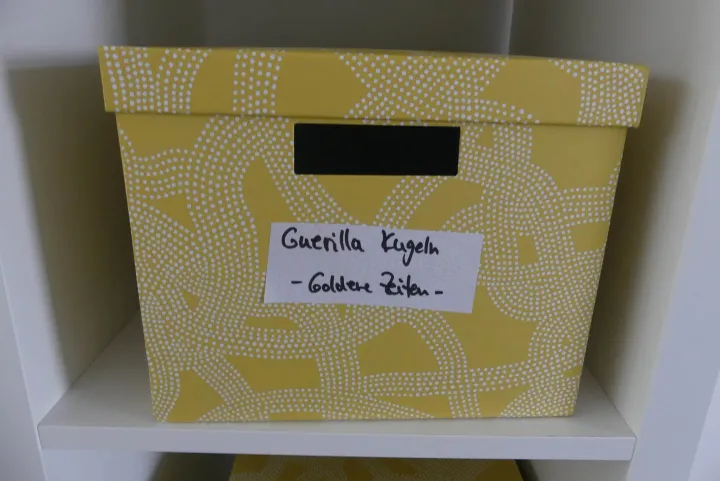 Guerilla Kugeln
- Goldene Zeiten -